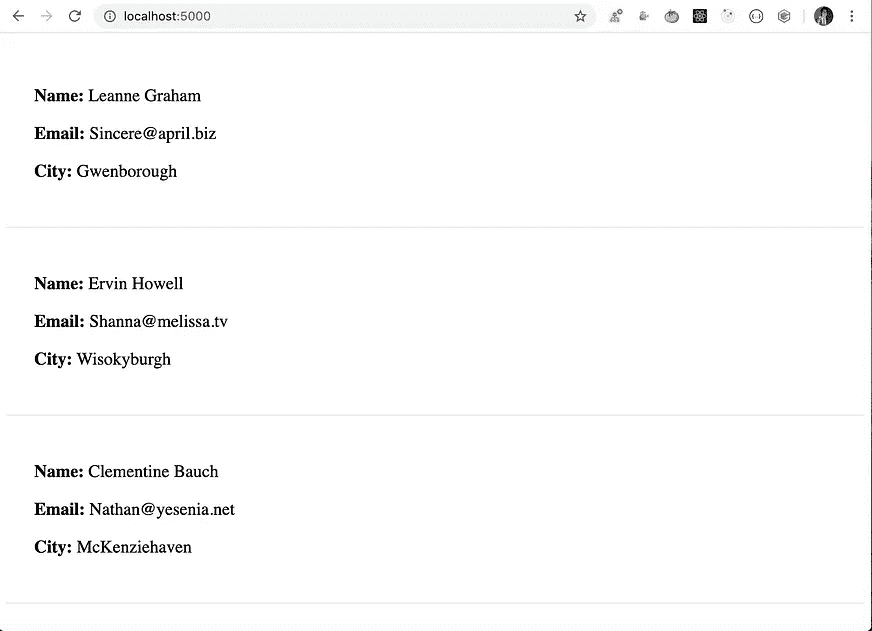 localhost:5000
Name: Leanne Graham
Email: Sincere@april.biz
City: Gwenborough
Name: Ervin Howell
Email: Shanna@melissa.tv
City: Wisokyburgh
Name: Clementine Bauch
Email: Nathan@yesenia.net
City: McKenziehaven